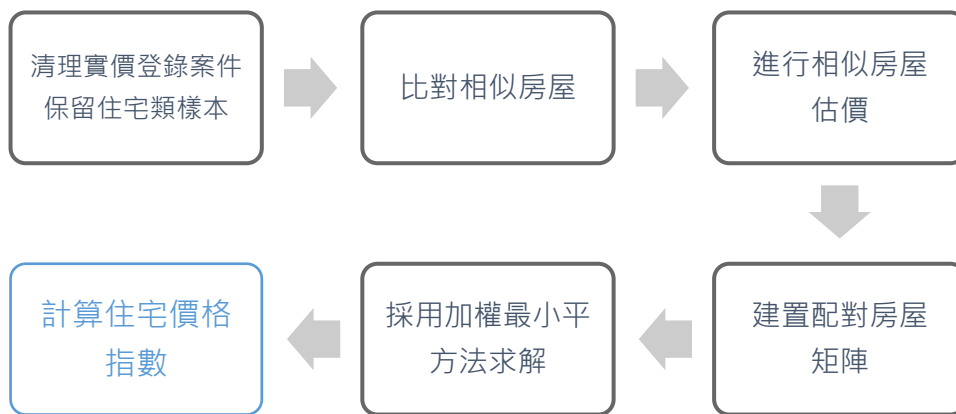 清理實價登錄案件
保留住宅類樣本
比對相似房屋
進行相似房屋
估價
建置配對房屋
矩陣
採用加權最小平
方法求解
計算住宅價格
指數